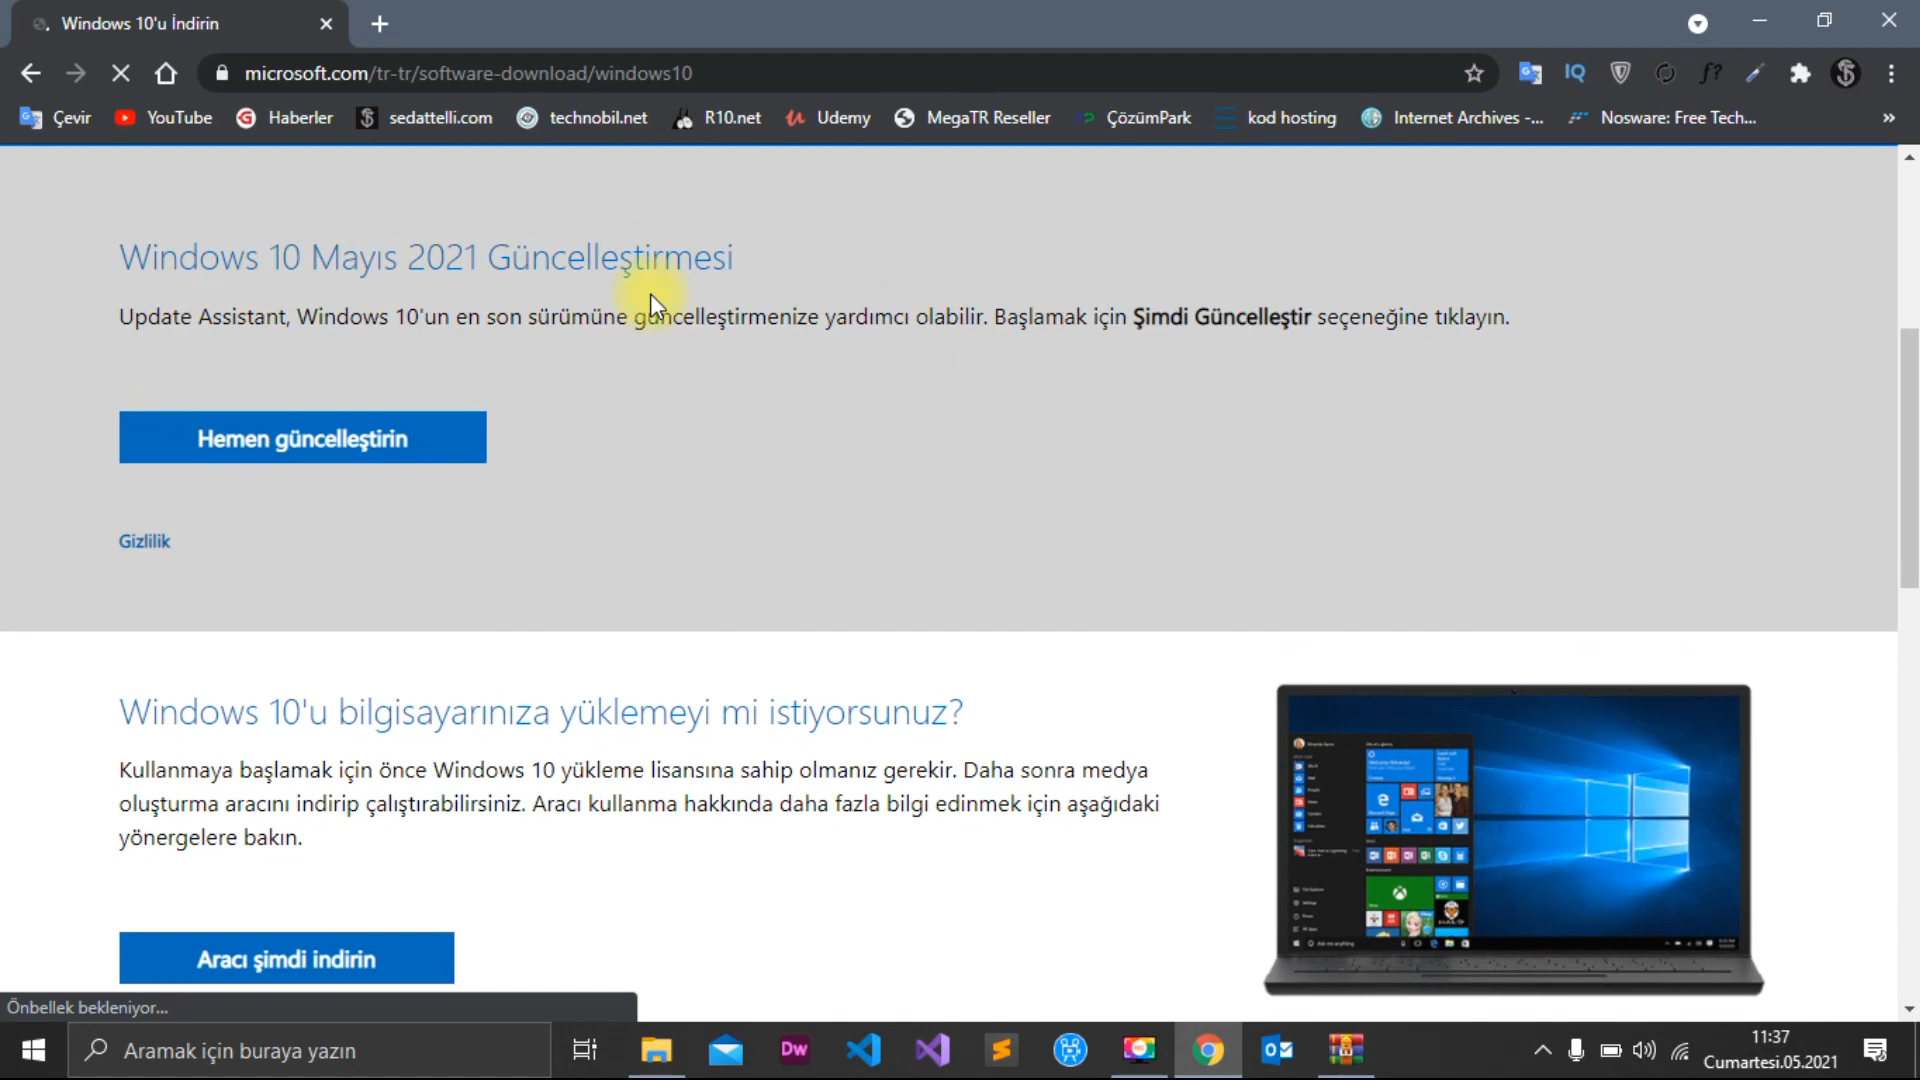 Windows 10'u İndirin
microsoft.com/tr-tr/software-download/windows10
IQ
f?
Çevir
YouTube
Haberler
sedattelli.com
technobil.net
R10.net
Udemy
MegaTR Reseller
ÇözümPark
kod hosting
Internet Archives -...
Nosware: Free Tech...
»
Windows 10 Mayıs 2021 Güncelleştirmesi
Update Assistant, Windows 10'un en son sürümüne güncelleştirmenize yardımcı olabilir. Başlamak için Şimdi Güncelleştir seçeneğine tıklayın.
Hemen güncelleştirin
Gizlilik
Windows 10'u bilgisayarınıza yüklemeyi mi istiyorsunuz?
Kullanmaya başlamak için önce Windows 10 yükleme lisansına sahip olmanız gerekir. Daha sonra medya
oluşturma aracını indirip çalıştırabilirsiniz. Aracı kullanma hakkında daha fazla bilgi edinmek için aşağıdaki
yönergelere bakın.
Aracı şimdi indirin
Önbellek bekleniyor...
Aramak için buraya yazın
Dw
11:37
Cumartesi.05.2021